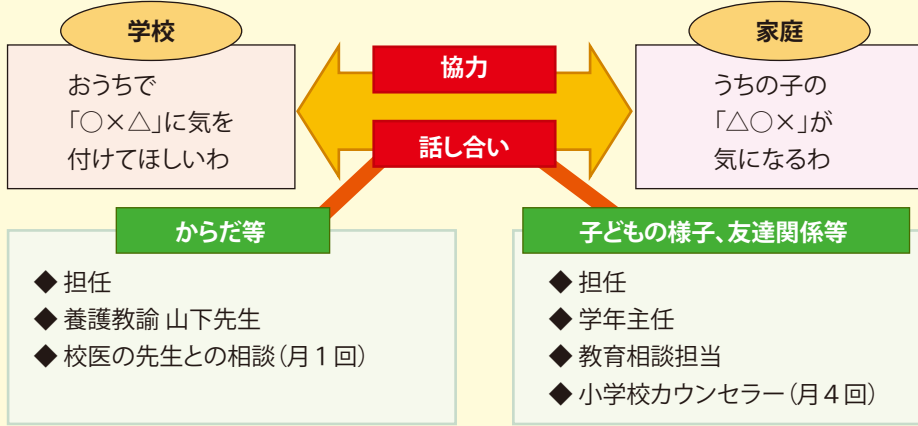 学校
おうちで
「○×△」に気を
付けてほしいわ
協力
話し合い
家庭
うちの子の
「△○×」が
気になるわ
からだ等
◆ 担任
◆ 養護教諭 山下先生
◆ 校医の先生との相談（月１回）
子どもの様子、友達関係等
◆ 担任
◆ 学年主任
◆ 教育相談担当
◆ 小学校カウンセラー（月４回）